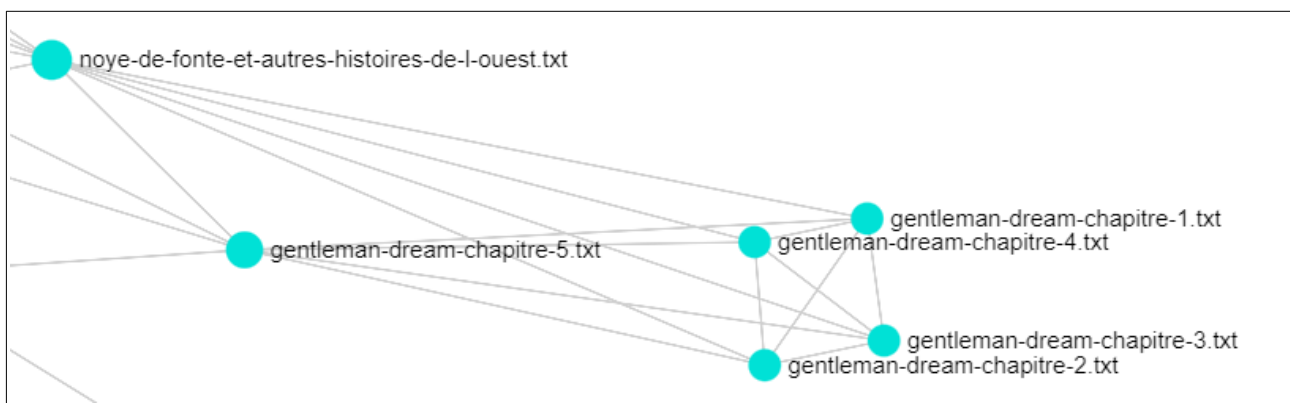 noye-de-fonte-et-autres-histoires-de-l-ouest.txt
gentleman-dream-chapitre-5.txt
gentleman-dream-chapitre-1.txt
gentleman-dream-chapitre-4.txt
gentleman-dream-chapitre-3.txt
gentleman-dream-chapitre-2.txt